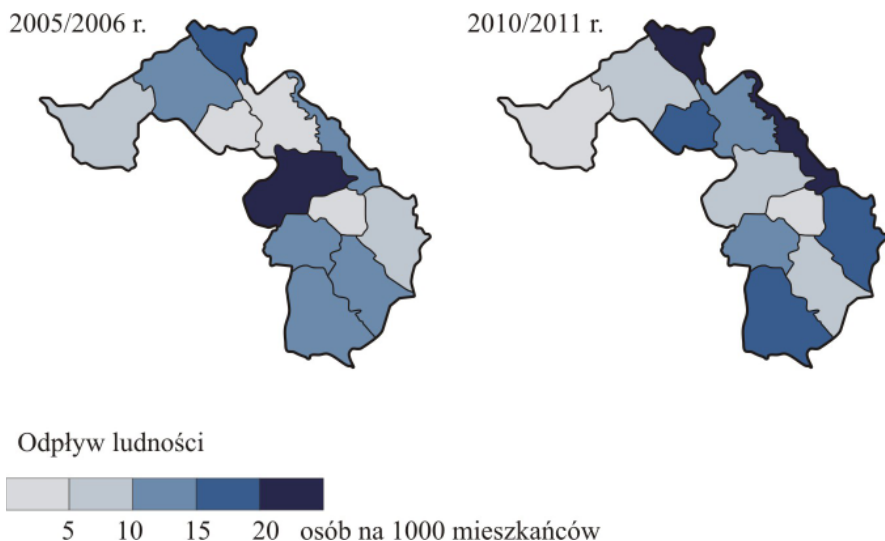 2005/2006 r.
2010/2011 r.
Odpływ ludności
5 10 15 20 osób na 1000 mieszkańców